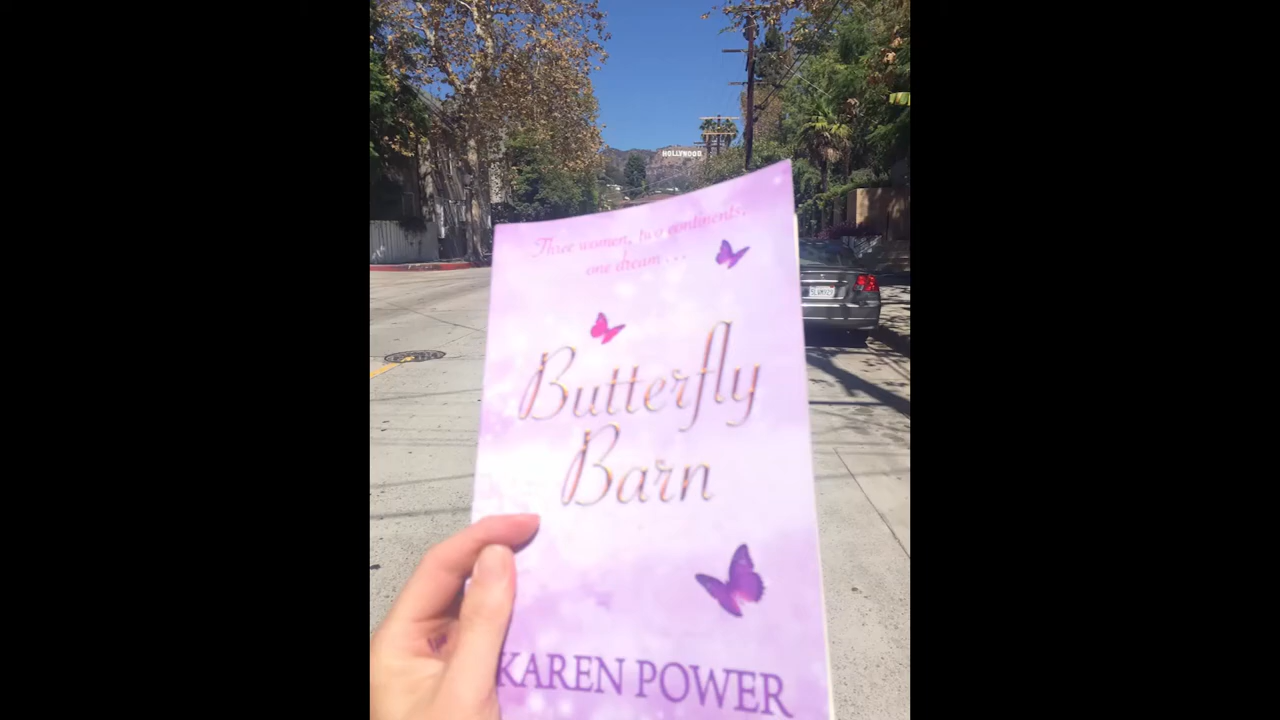 HOLLYWOOD
Three women, two continents,
one dream . . .
Butterfly
Barn
KAREN POWER